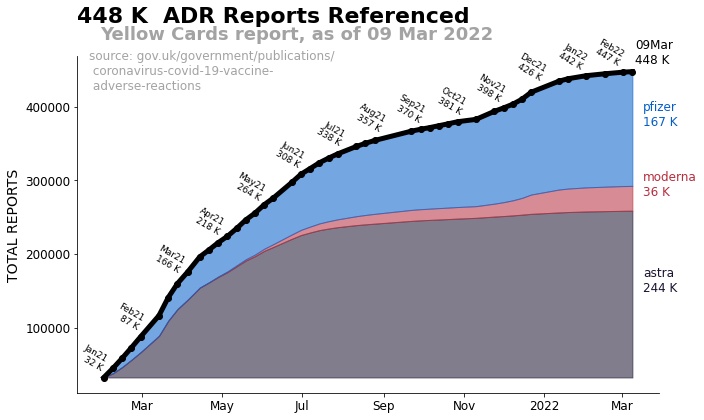 448 K  ADR Reports Referenced
Yellow Cards report, as of 09 Mar 2022
source: gov.uk/government/publications/
coronavirus-covid-19-vaccine-
adverse-reactions
TOTAL REPORTS
400000
300000
200000
100000
Jan21
32 K
Feb21
87 K
Mar21
166 K
Apr21
218 K
May21
264 K
Jun21
308 K
Jul21
338 K
Aug21
357 K
Sep21
370 K
Oct21
381 K
Nov21
398 K
Dec21
426 K
Jan22
442 K
Feb22
447 K
09Mar
448 K
pfizer
167 K
moderna
36 K
astra
244 K
Mar
May
Jul
Sep
Nov
2022
Mar